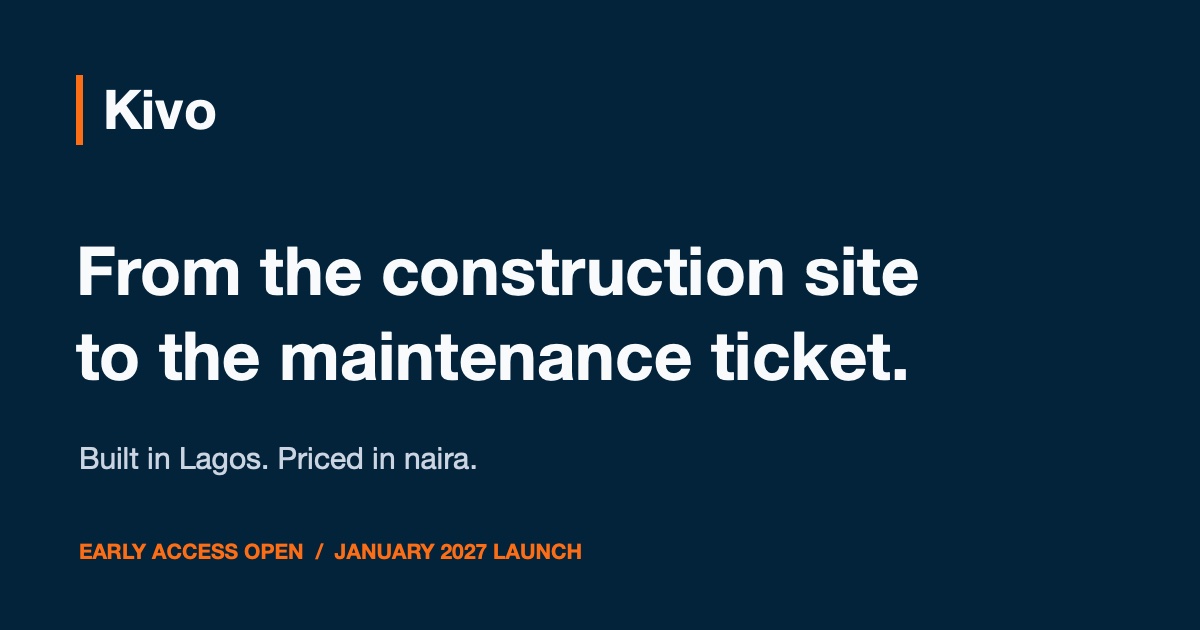 Kivo
From the construction site
to the maintenance ticket.
Built in Lagos. Priced in naira.
EARLY ACCESS OPEN / JANUARY 2027 LAUNCH